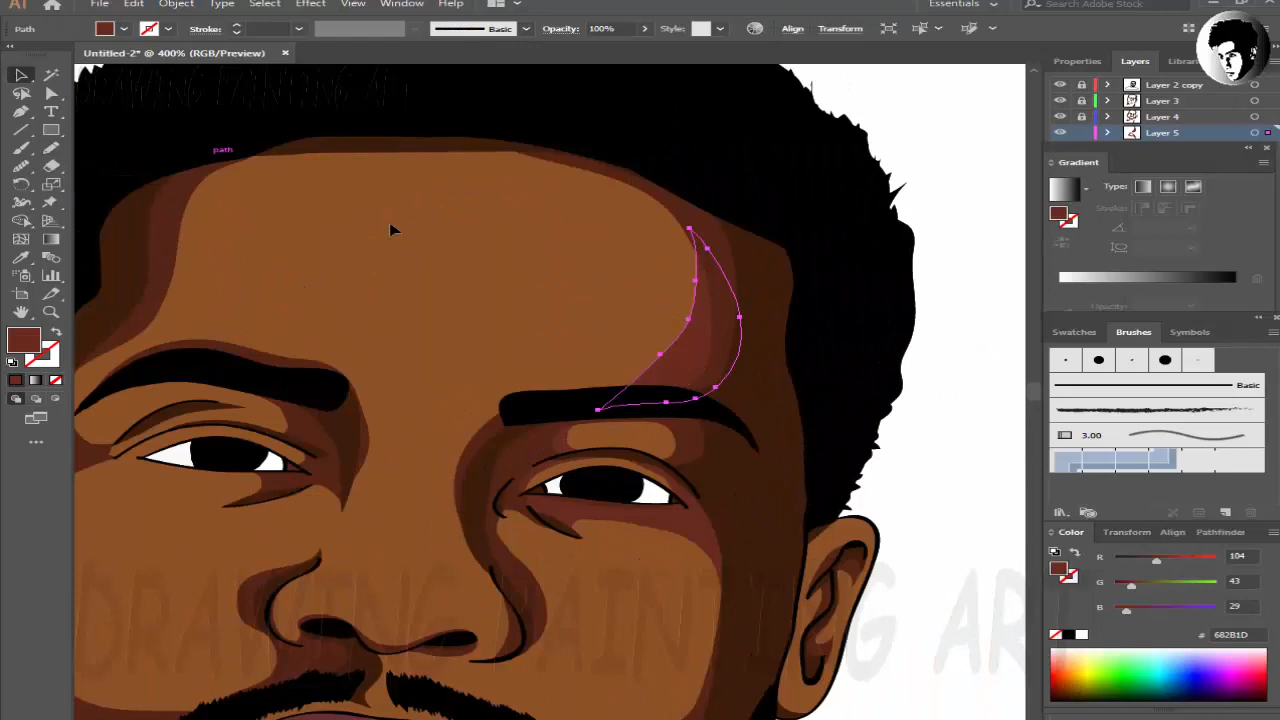 Ai File Edit Object Type Select Effect View Window Help Essentials Search Adobe Stock
Path Stroke: Basic Opacity: 100% Style: Align Transform
Untitled-2* @ 400% (RGB/Preview) ×
Properties Layers Librari
Layer 2 copy
Layer 3
Layer 4
Layer 5
path
Gradient
Type:
Stroke:
Opacity:
Swatches Brushes Symbols
Basic
3.00
Color Transform Align Pathfinder
R 104
G 43
B 29
# 682B1D
DRAWING PAINTING ART